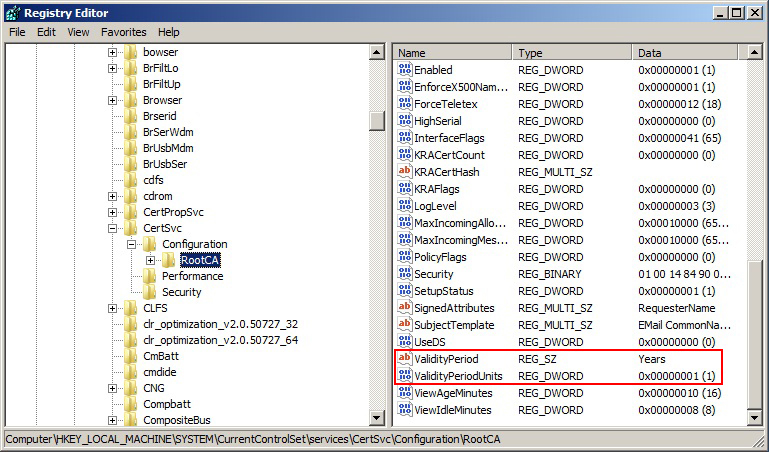 Registry Editor
File Edit View Favorites Help
bowser
BrFiltLo
BrFiltUp
Browser
Brserid
BrSerWdm
BrUsbMdm
BrUsbSer
cdfs
cdrom
CertPropSvc
CertSvc
Configuration
RootCA
Performance
Security
CLFS
clr_optimization_v2.0.50727_32
clr_optimization_v2.0.50727_64
CmBatt
cmdide
CNG
Compbatt
CompositeBus
Name Type Data
Enabled REG_DWORD 0x00000001 (1)
EnforceX500Nam... REG_DWORD 0x00000001 (1)
ForceTeletex REG_DWORD 0x00000012 (18)
HighSerial REG_DWORD 0x00000000 (0)
InterfaceFlags REG_DWORD 0x00000041 (65)
KRACertCount REG_DWORD 0x00000000 (0)
KRACertHash REG_MULTI_SZ
KRAFlags REG_DWORD 0x00000000 (0)
LogLevel REG_DWORD 0x00000003 (3)
MaxIncomingAllo... REG_DWORD 0x00010000 (65...
MaxIncomingMes... REG_DWORD 0x00010000 (65...
PolicyFlags REG_DWORD 0x00000000 (0)
Security REG_BINARY 01 00 14 84 90 0...
SetupStatus REG_DWORD 0x00000001 (1)
SignedAttributes REG_MULTI_SZ RequesterName
SubjectTemplate REG_MULTI_SZ EMail CommonNa...
UseDS REG_DWORD 0x00000000 (0)
ValidityPeriod REG_SZ Years
ValidityPeriodUnits REG_DWORD 0x00000001 (1)
ViewAgeMinutes REG_DWORD 0x00000010 (16)
ViewIdleMinutes REG_DWORD 0x00000008 (8)
Computer\HKEY_LOCAL_MACHINE\SYSTEM\CurrentControlSet\services\CertSvc\Configuration\RootCA